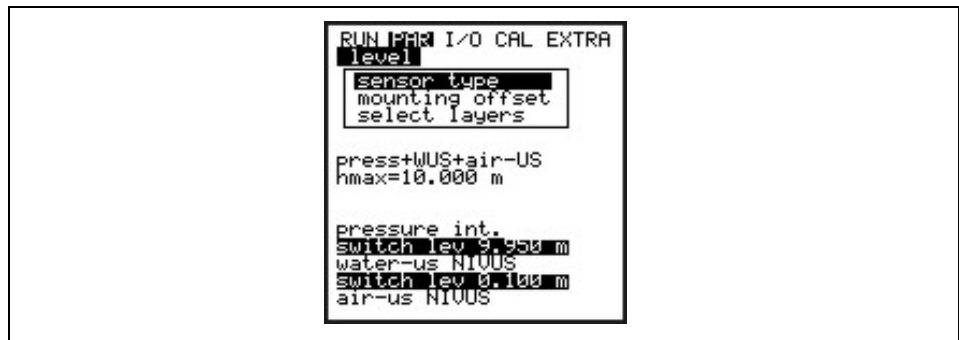 RUN PAR I/O CAL EXTRA
level
sensor type
mounting offset
select layers
press+WUS+air-US
hmax=10.000 m
pressure int.
switch lev 9.950 m
water-us NIVUS
switch lev 0.100 m
air-us NIVUS